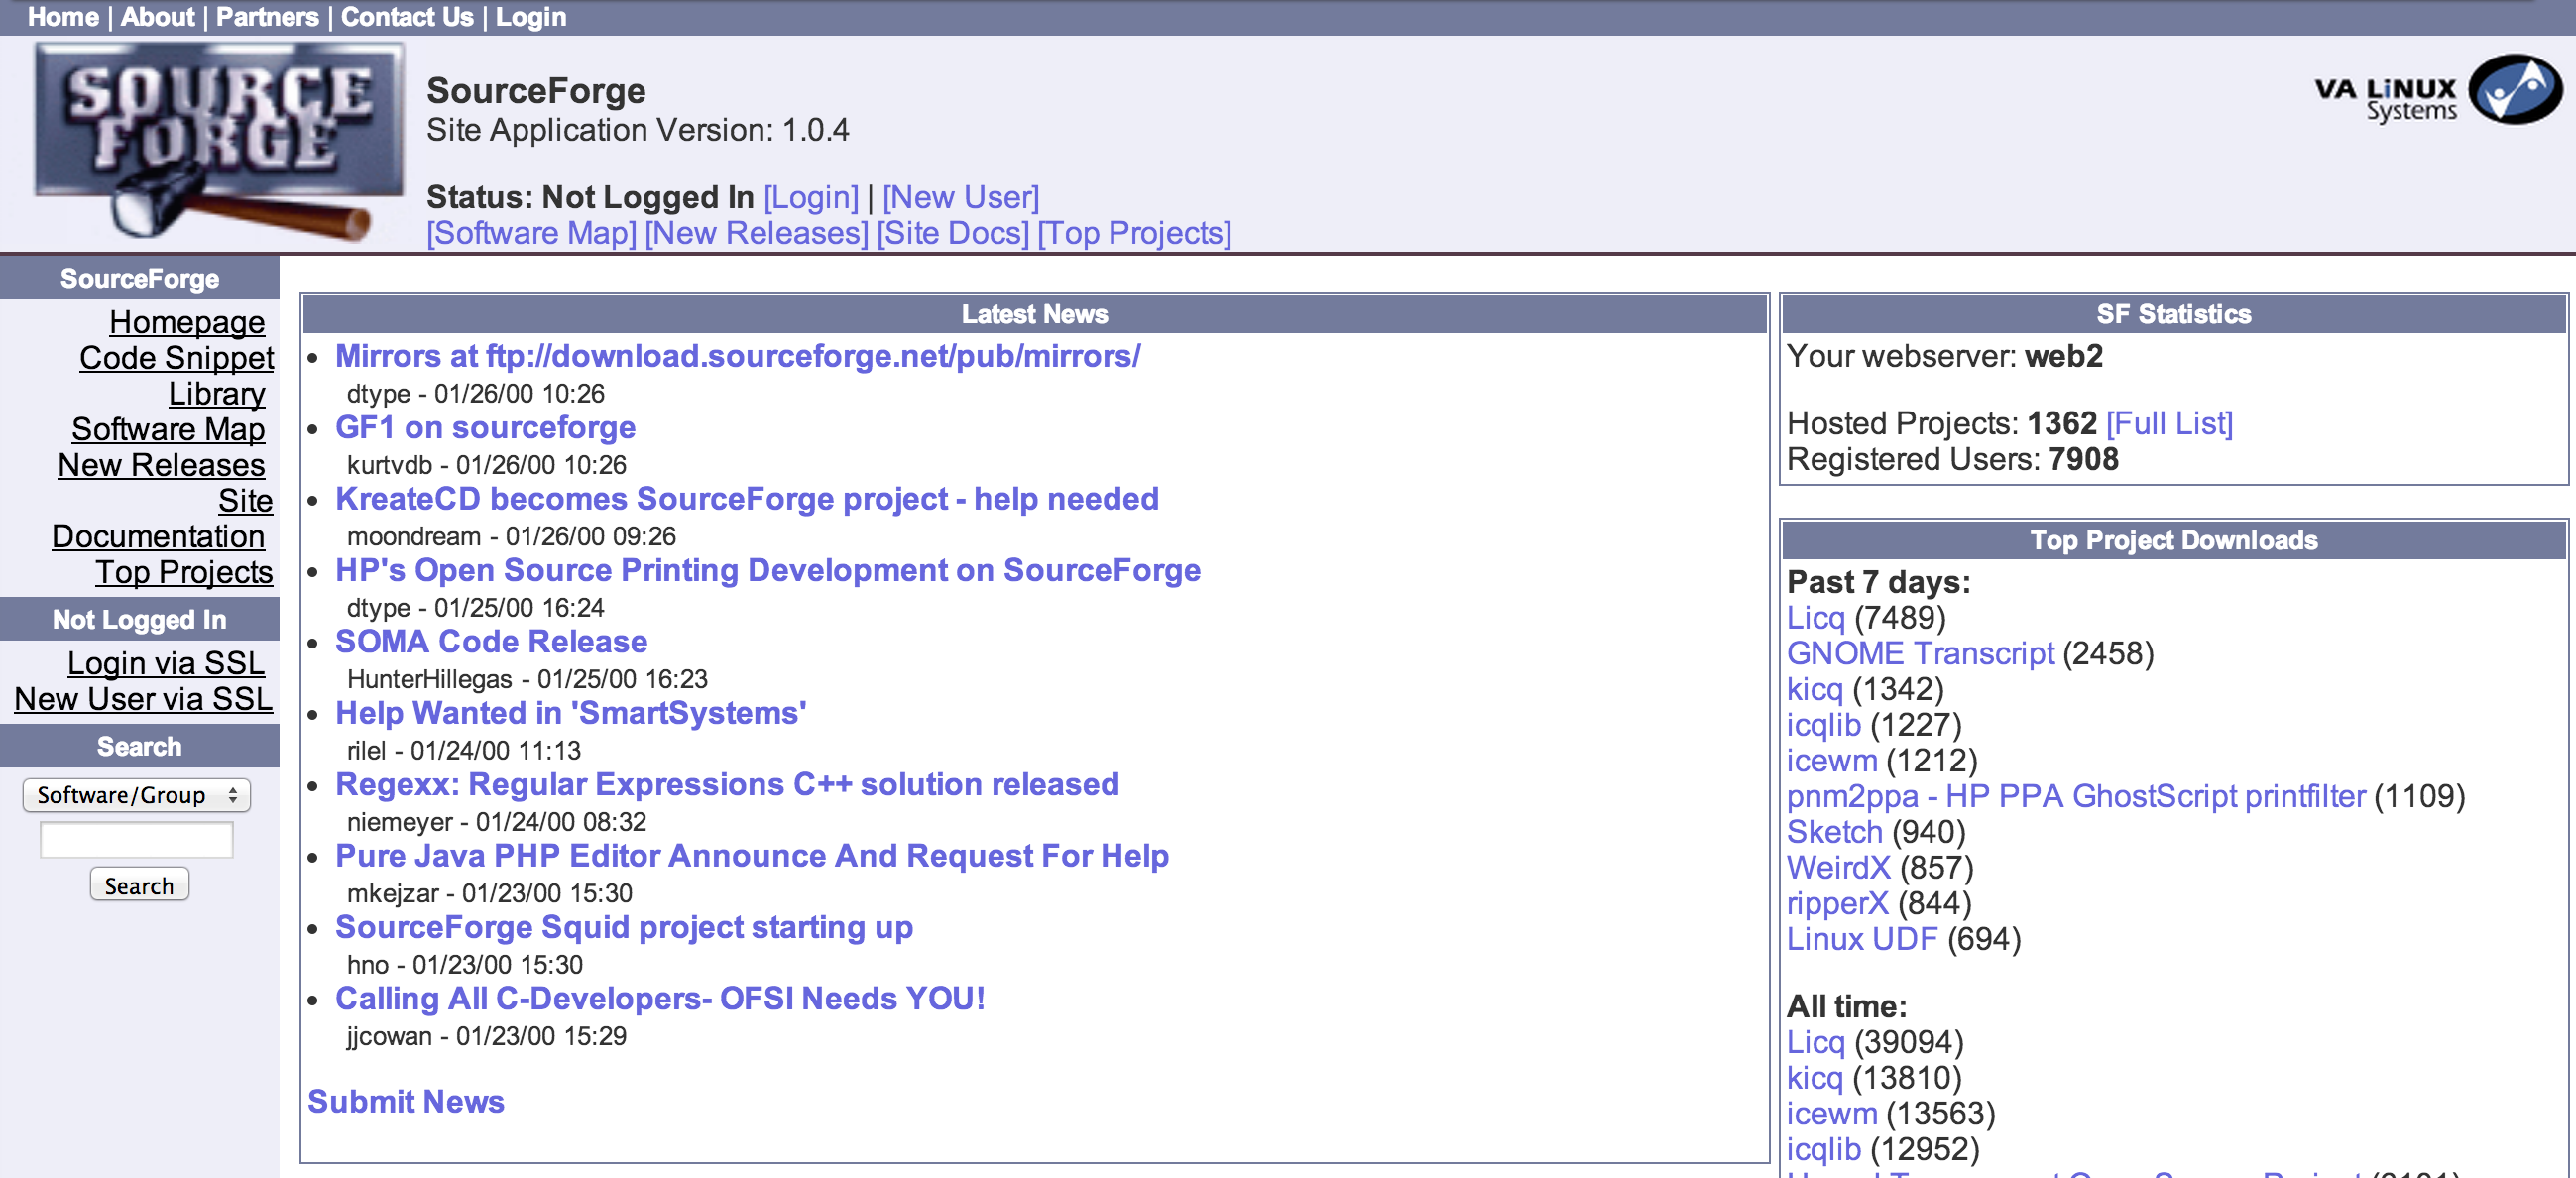 Home | About | Partners | Contact Us | Login
SOURCE
FORGE
SourceForge
Site Application Version: 1.0.4
Status: Not Logged In [Login] | [New User]
[Software Map] [New Releases] [Site Docs] [Top Projects]
VA LiNUX
Systems
SourceForge
Homepage
Code Snippet
Library
Software Map
New Releases
Site
Documentation
Top Projects
Not Logged In
Login via SSL
New User via SSL
Search
Software/Group
Search
Latest News
• Mirrors at ftp://download.sourceforge.net/pub/mirrors/
dtype - 01/26/00 10:26
• GF1 on sourceforge
kurtvdb - 01/26/00 10:26
• KreateCD becomes SourceForge project - help needed
moondream - 01/26/00 09:26
• HP's Open Source Printing Development on SourceForge
dtype - 01/25/00 16:24
• SOMA Code Release
HunterHillegas - 01/25/00 16:23
• Help Wanted in 'SmartSystems'
rilel - 01/24/00 11:13
• Regexx: Regular Expressions C++ solution released
niemeyer - 01/24/00 08:32
• Pure Java PHP Editor Announce And Request For Help
mkejzar - 01/23/00 15:30
• SourceForge Squid project starting up
hno - 01/23/00 15:30
• Calling All C-Developers- OFSI Needs YOU!
jjcowan - 01/23/00 15:29
Submit News
SF Statistics
Your webserver: web2
Hosted Projects: 1362 [Full List]
Registered Users: 7908
Top Project Downloads
Past 7 days:
Licq (7489)
GNOME Transcript (2458)
kicq (1342)
icqlib (1227)
icewm (1212)
pnm2ppa - HP PPA GhostScript printfilter (1109)
Sketch (940)
WeirdX (857)
ripperX (844)
Linux UDF (694)
All time:
Licq (39094)
kicq (13810)
icewm (13563)
icqlib (12952)